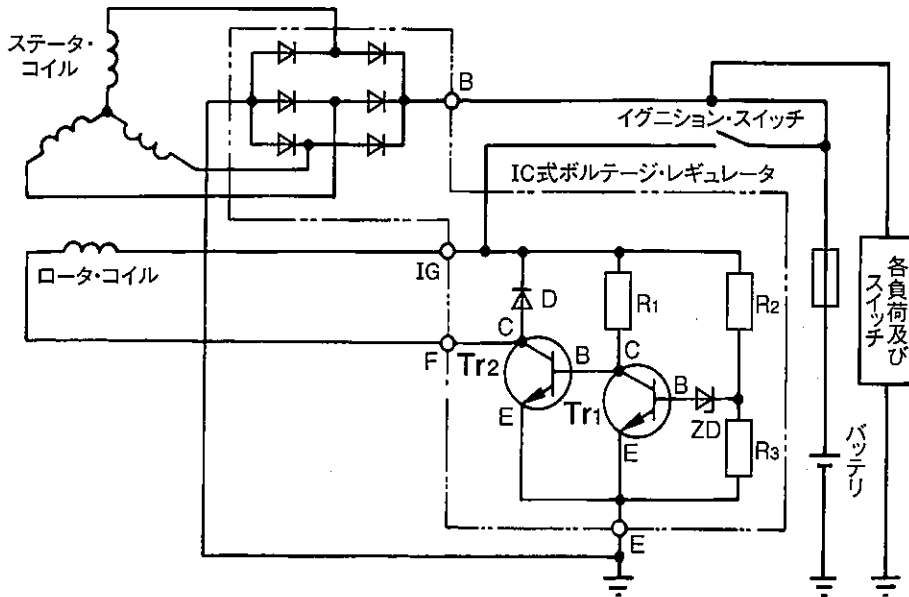 ステータ・
コイル
B
イグニション・スイッチ
IC式ボルテージ・レギュレータ
IG
ロータ・コイル
D
R1
R2
各負荷及び
スイッチ
C
F
Tr2
B
C
E
Tr1
B
ZD
R3
E
バッテリ
E